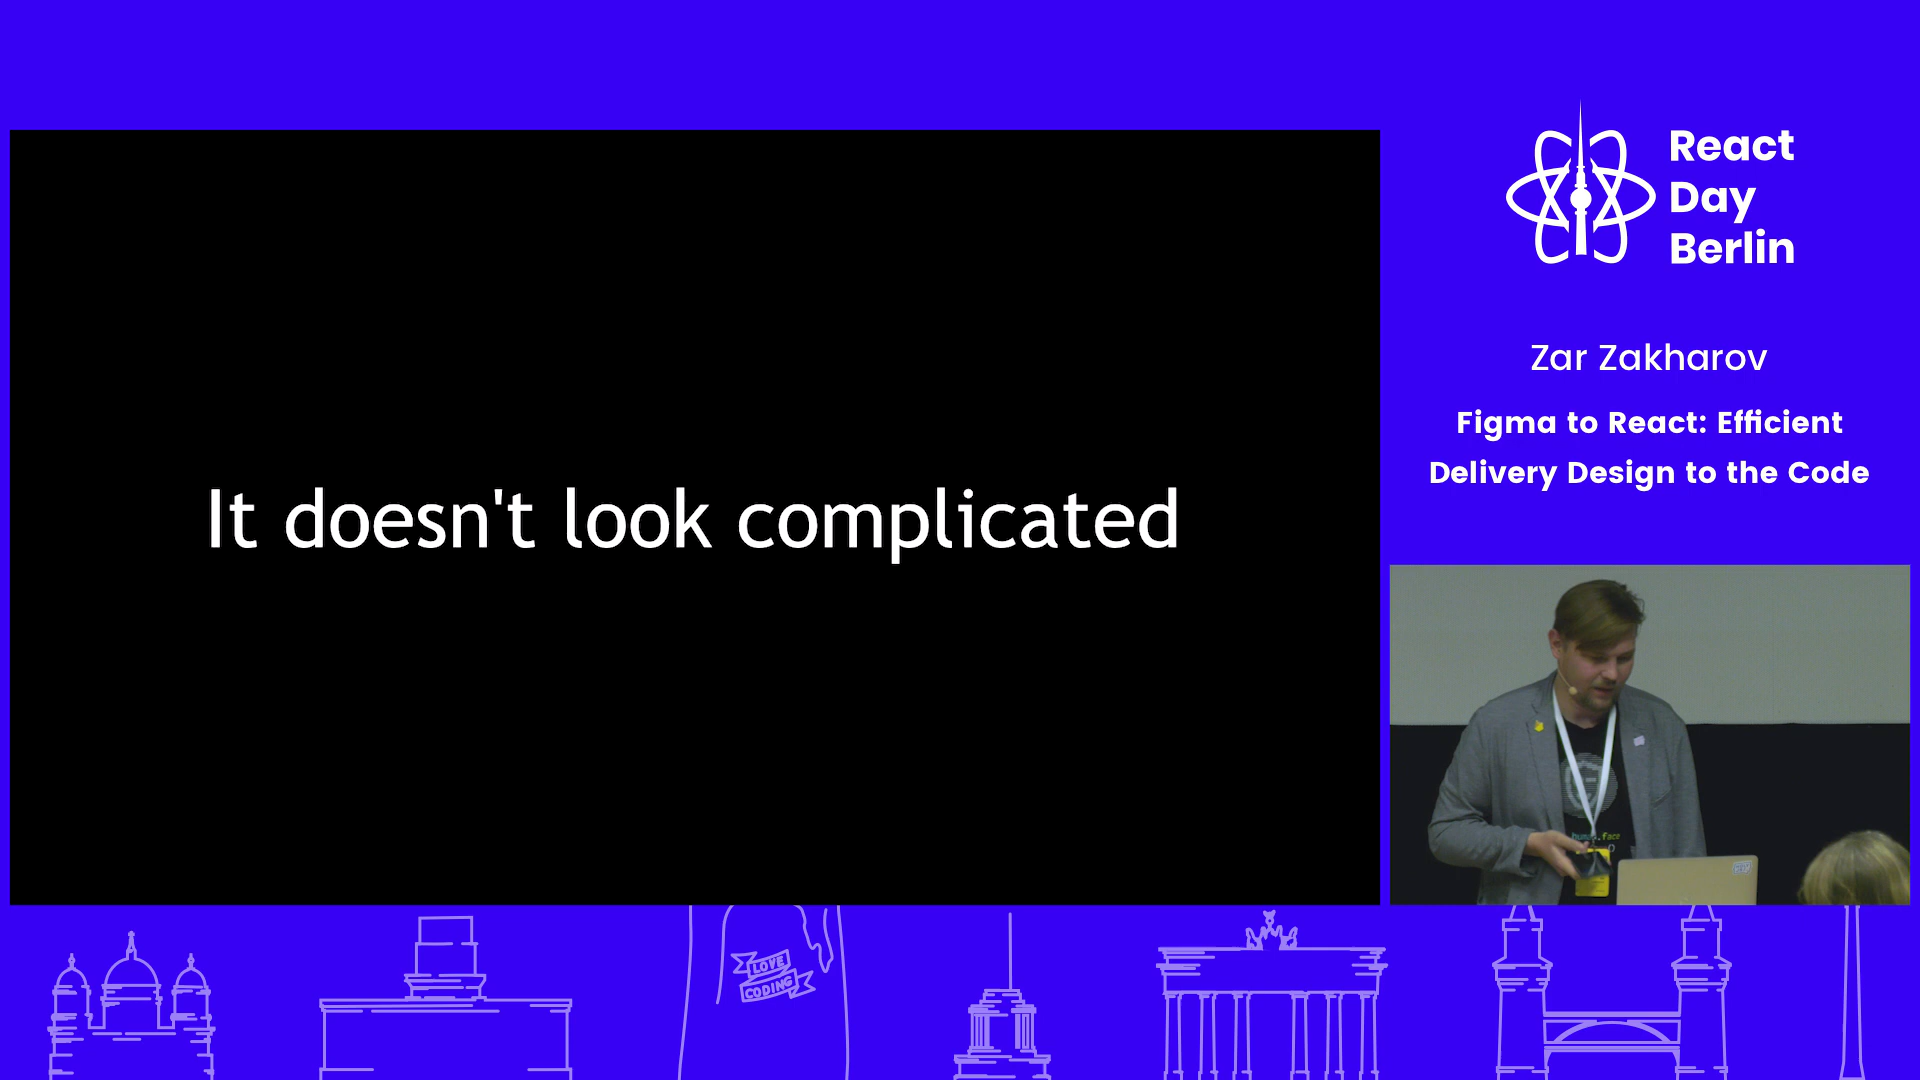 It doesn't look complicated
React
Day
Berlin
Zar Zakharov
Figma to React: Efficient
Delivery Design to the Code
LOVE
CODING